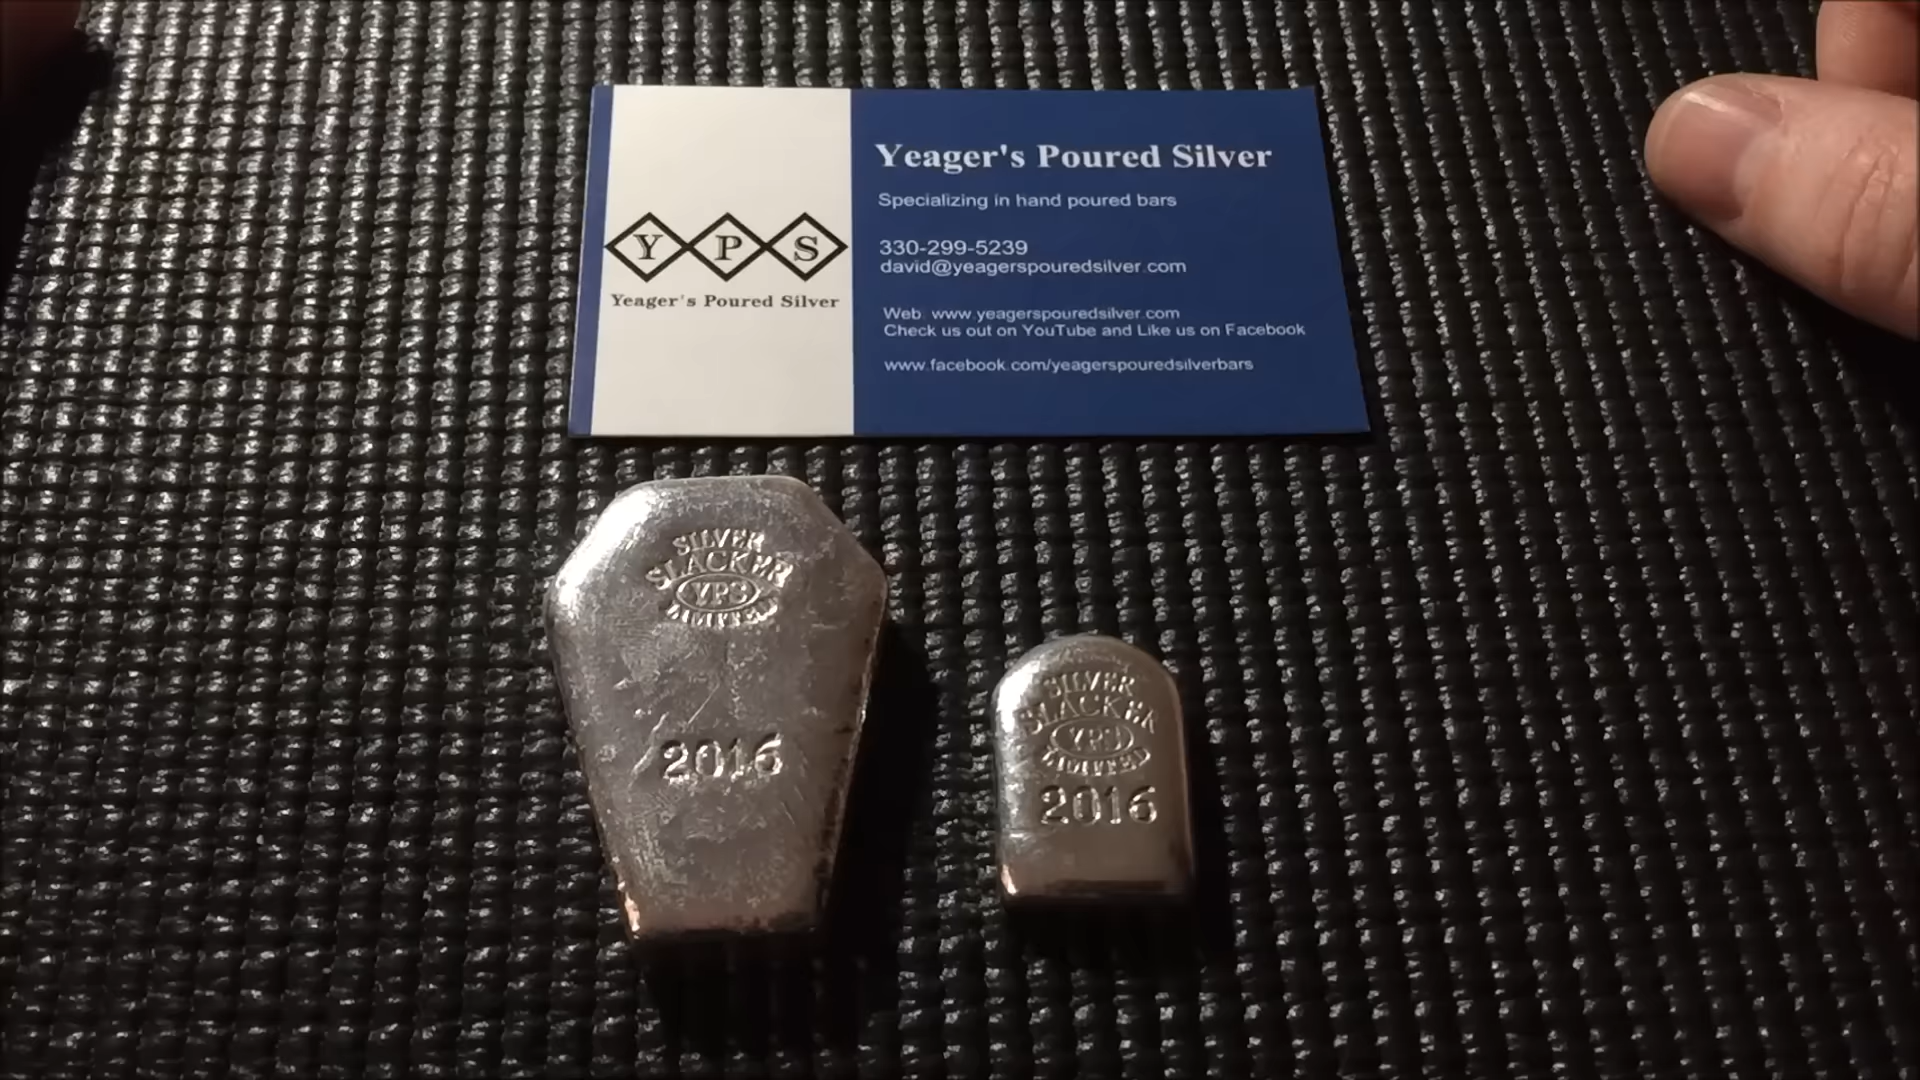 Y P S
Yeager's Poured Silver
Yeager's Poured Silver
Specializing in hand poured bars
330-299-5239
david@yeagerspouredsilver.com
Web: www.yeagerspouredsilver.com
Check us out on YouTube and Like us on Facebook
www.facebook.com/yeagerspouredsilverbars
SILVER
SLACKER
YPS
LIMITED
2016
SILVER
SLACKER
YPS
LIMITED
2016